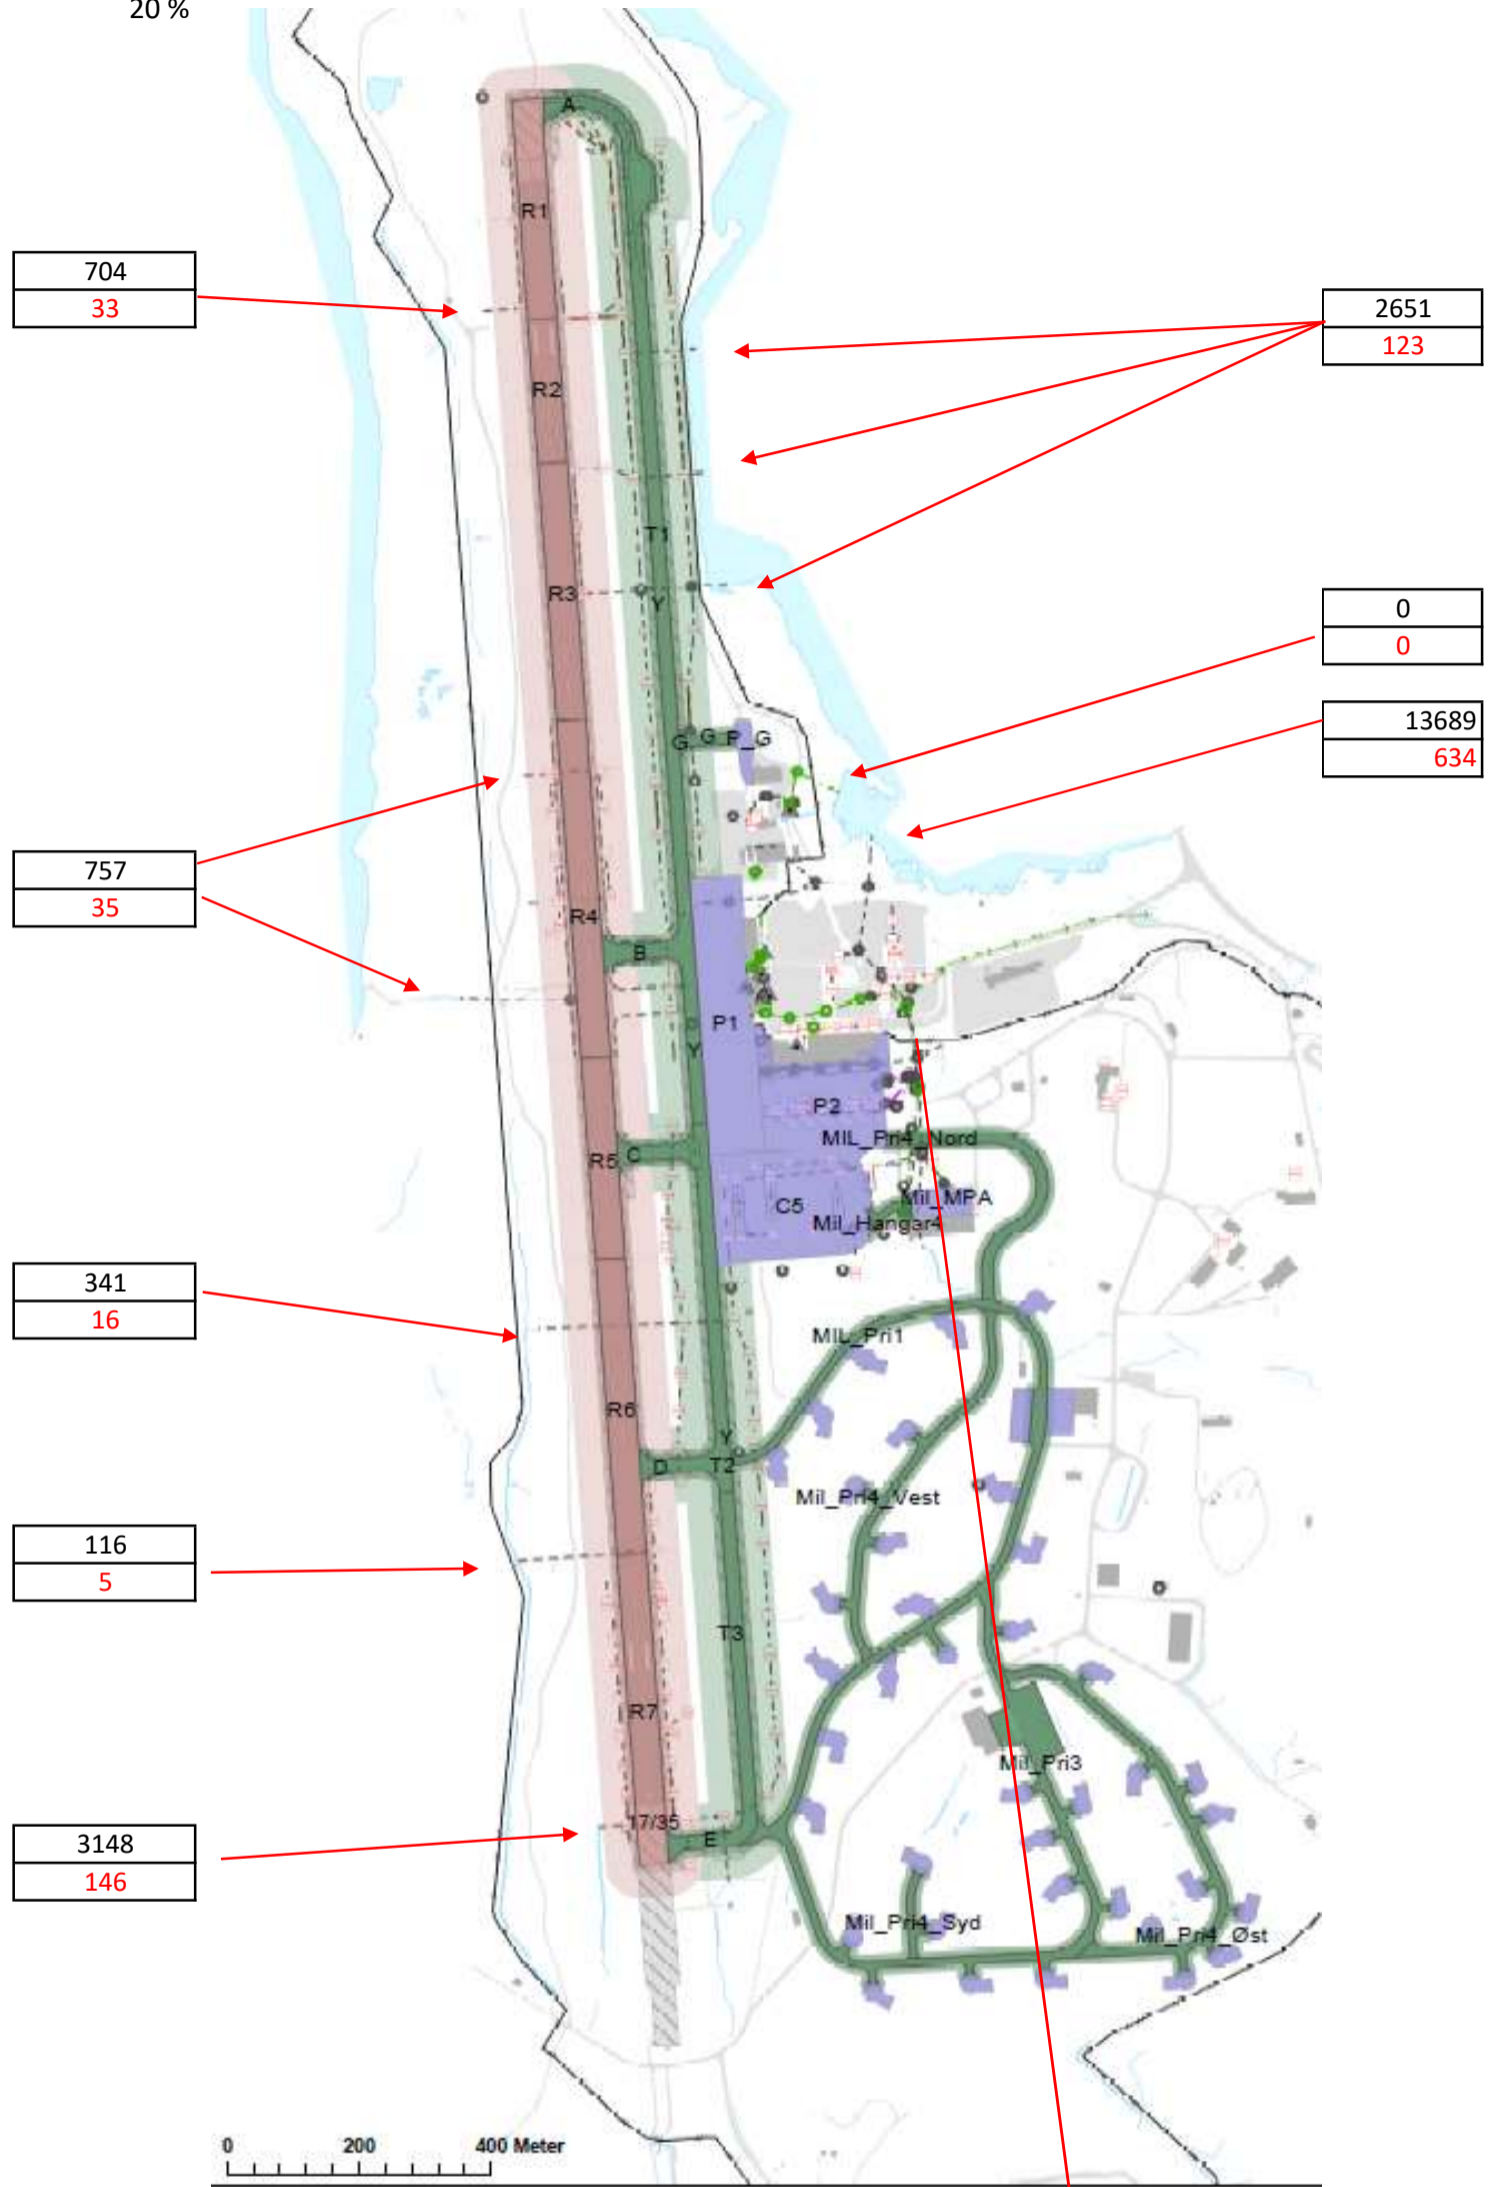 20 %
A
R1
704
33
2651
123
R2
T1
R3
Y
0
0
13689
634
G G P_G
757
35
R4
B
P1
Y
P2
MIL_Pri4_Nord
R5 C
Mil_MPA
C5
Mil_Hangar4
341
16
MIL_Pri1
R6
Y
D T2
Mil_Pri4_Vest
116
5
T3
R7
Mil_Pri3
17/35
E
3148
146
Mil_Pri4_Syd
Mil_Pri4_Øst
0 200 400 Meter